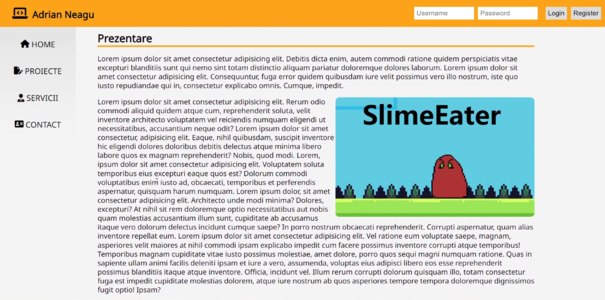 Adrian Neagu
Username
Password
Login
Register
HOME
PROIECTE
SERVICII
CONTACT
Prezentare
Lorem ipsum dolor sit amet consectetur adipisicing elit. Debitis dicta enim, autem commodi ratione quidem perspiciatis vitae
excepturi blanditiis sunt qui nemo sint totam distinctio aliquam pariatur doloremque dolores laborum. Lorem ipsum dolor sit
amet consectetur adipisicing elit. Consequuntur, fuga error quidem quibusdam iure velit possimus vero illo nostrum, iste quo
iusto repudiandae qui in, consectetur explicabo omnis. Cumque, impedit.
Lorem ipsum dolor sit amet consectetur adipisicing elit. Rerum odio
commodi aliquid quidem atque cum, reprehenderit soluta, velit
inventore architecto voluptatem vel reiciendis numquam eligendi ut
necessitatibus, accusantium neque odit? Lorem ipsum dolor sit amet
consectetur, adipisicing elit. Eaque, nihil quibusdam, suscipit inventore
hic eligendi dolores doloribus debitis delectus atque minima libero
labore quos ex magnam reprehenderit? Nobis, quod modi. Lorem,
ipsum dolor sit amet consectetur adipisicing elit. Voluptatem soluta
temporibus eius excepturi eaque quos est? Dolorum commodi
voluptatibus enim aut, obcaecati, temporibus et perferendis
aspernatur, quisquam harum numquam. Lorem ipsum dolor, sit amet
consectetur adipisicing elit. Architecto unde modi minima? Dolores,
excepturi? At nihil sit rem doloremque optio necessitatibus aut nobis
quam molestias accusantium illum sunt, cupiditate ab accusamus
itaque vero dolorum delectus incidunt cumque saepe? In porro nostrum obcaecati reprehenderit. Corrupti aspernatur, quam alias
inventore repellat eum. Lorem ipsum dolor sit, amet consectetur adipisicing elit. Vel ratione eum voluptate saepe, magnam,
asperiores velit maiores at nihil commodi ipsam explicabo impedit cum facere possimus inventore corrupti atque temporibus!
Temporibus magnam cupiditate vitae iusto possimus molestiae, amet dolore, porro quos sequi magni numquam ratione. Quas in
sapiente ullam animi facilis deleniti ipsam et iure a vero, assumenda, voluptas eius adipisci libero eos esse reprehenderit
possimus blanditiis itaque atque inventore. Officia, incidunt vel. Illum rerum corrupti dolorum quisquam illo, totam consectetur
fuga est impedit cupiditate molestias dolorem, atque iure nostrum ab quos asperiores tempore tempora doloremque dignissimos
fugit optio! Ipsam?
SlimeEater